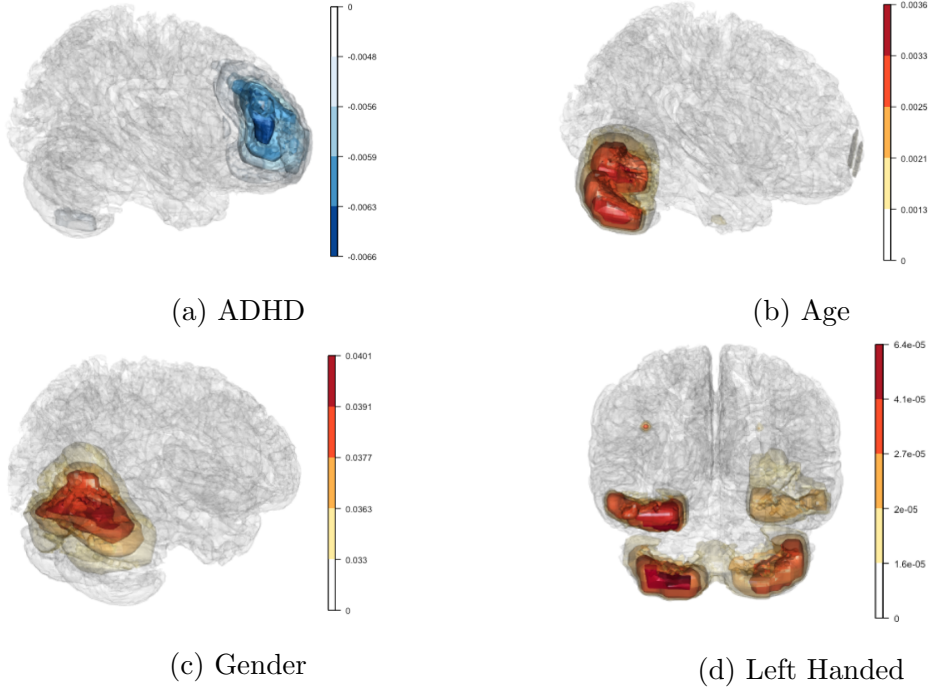 0
-0.0048
-0.0056
-0.0059
-0.0063
-0.0066
(a) ADHD
0.0036
0.0033
0.0025
0.0021
0.0013
0
(b) Age
0.0401
0.0391
0.0377
0.0363
0.033
0
(c) Gender
6.4e-05
4.1e-05
2.7e-05
2e-05
1.6e-05
0
(d) Left Handed